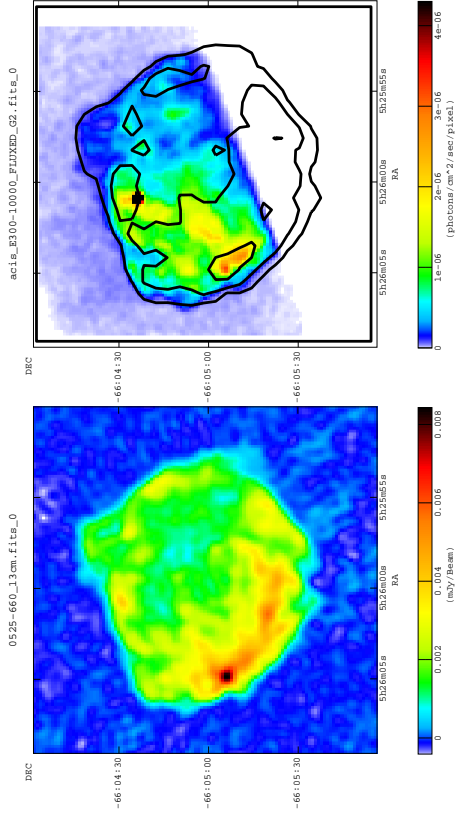 DEC
0525-660_13cm.fits_0
-66:04:30
-66:05:00
-66:05:30
5h26m05s
5h26m00s
5h25m55s
RA
0
0.002
0.004
0.006
0.008
(mJy/Beam)
DEC
acis_E300-10000_FLUXED_G2.fits_0
-66:04:30
-66:05:00
-66:05:30
5h26m05s
5h26m00s
5h25m55s
RA
0
1e-06
2e-06
3e-06
4e-06
(photons/cm^2/sec/pixel)